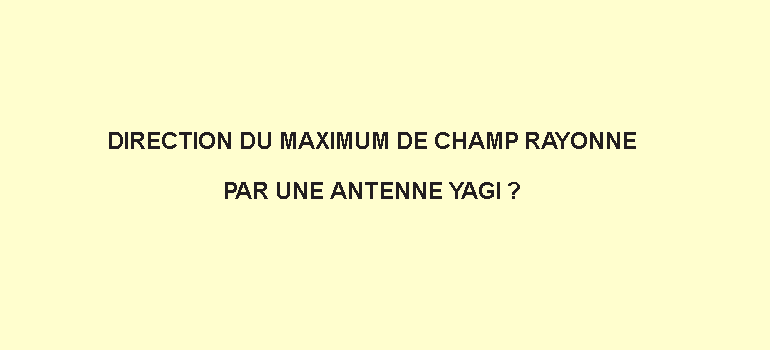 DIRECTION DU MAXIMUM DE CHAMP RAYONNE
PAR UNE ANTENNE YAGI ?